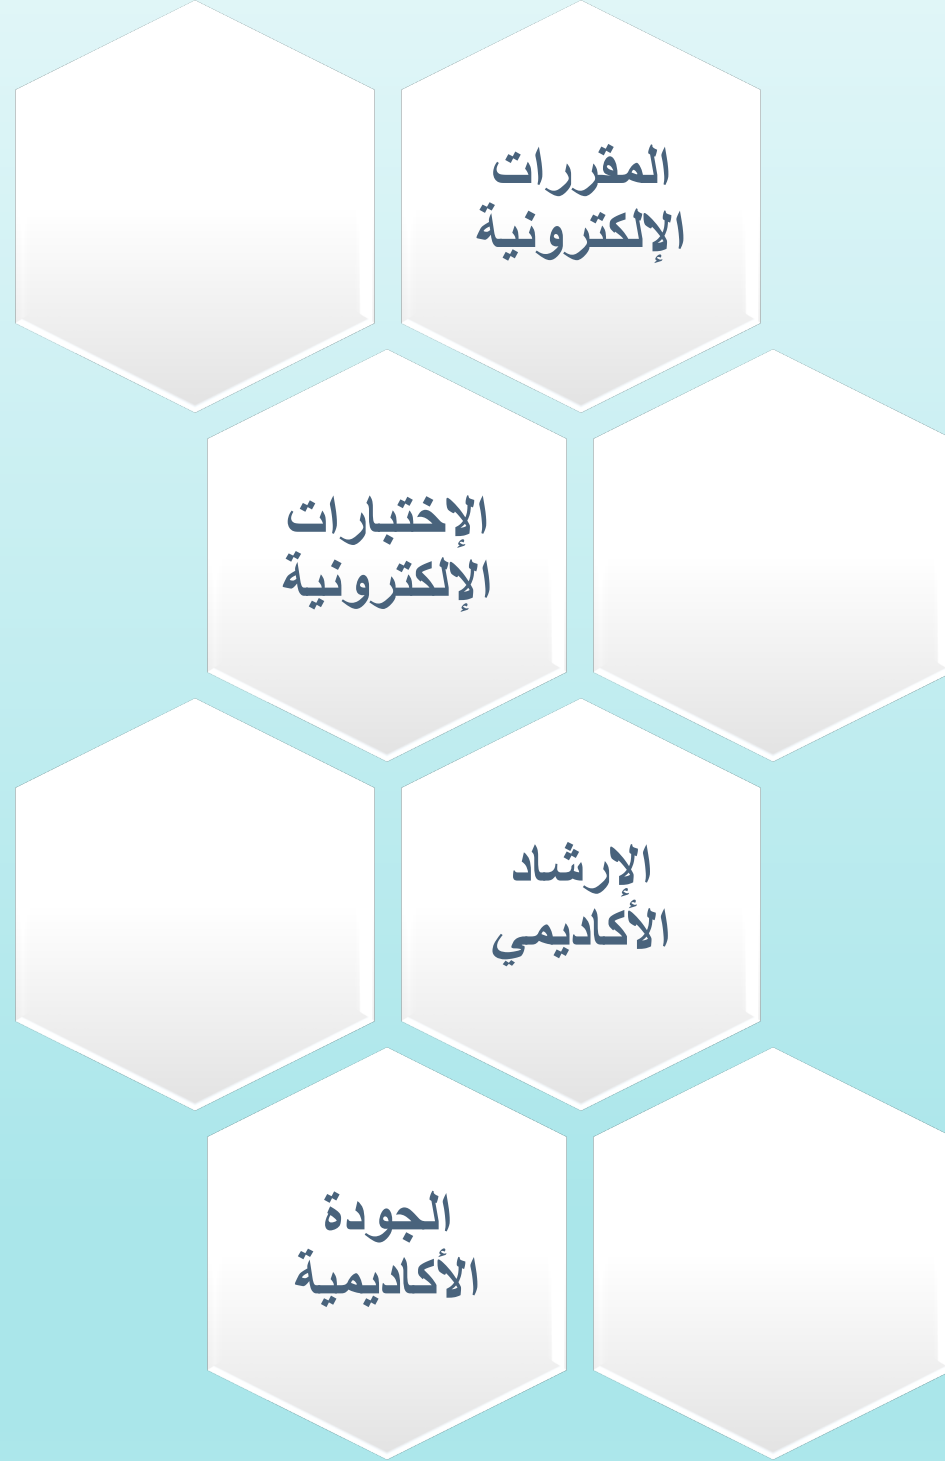 المقررات
الإلكترونية
الإختبارات
الإلكترونية
الإرشاد
الأكاديمي
الجودة
الأكاديمية